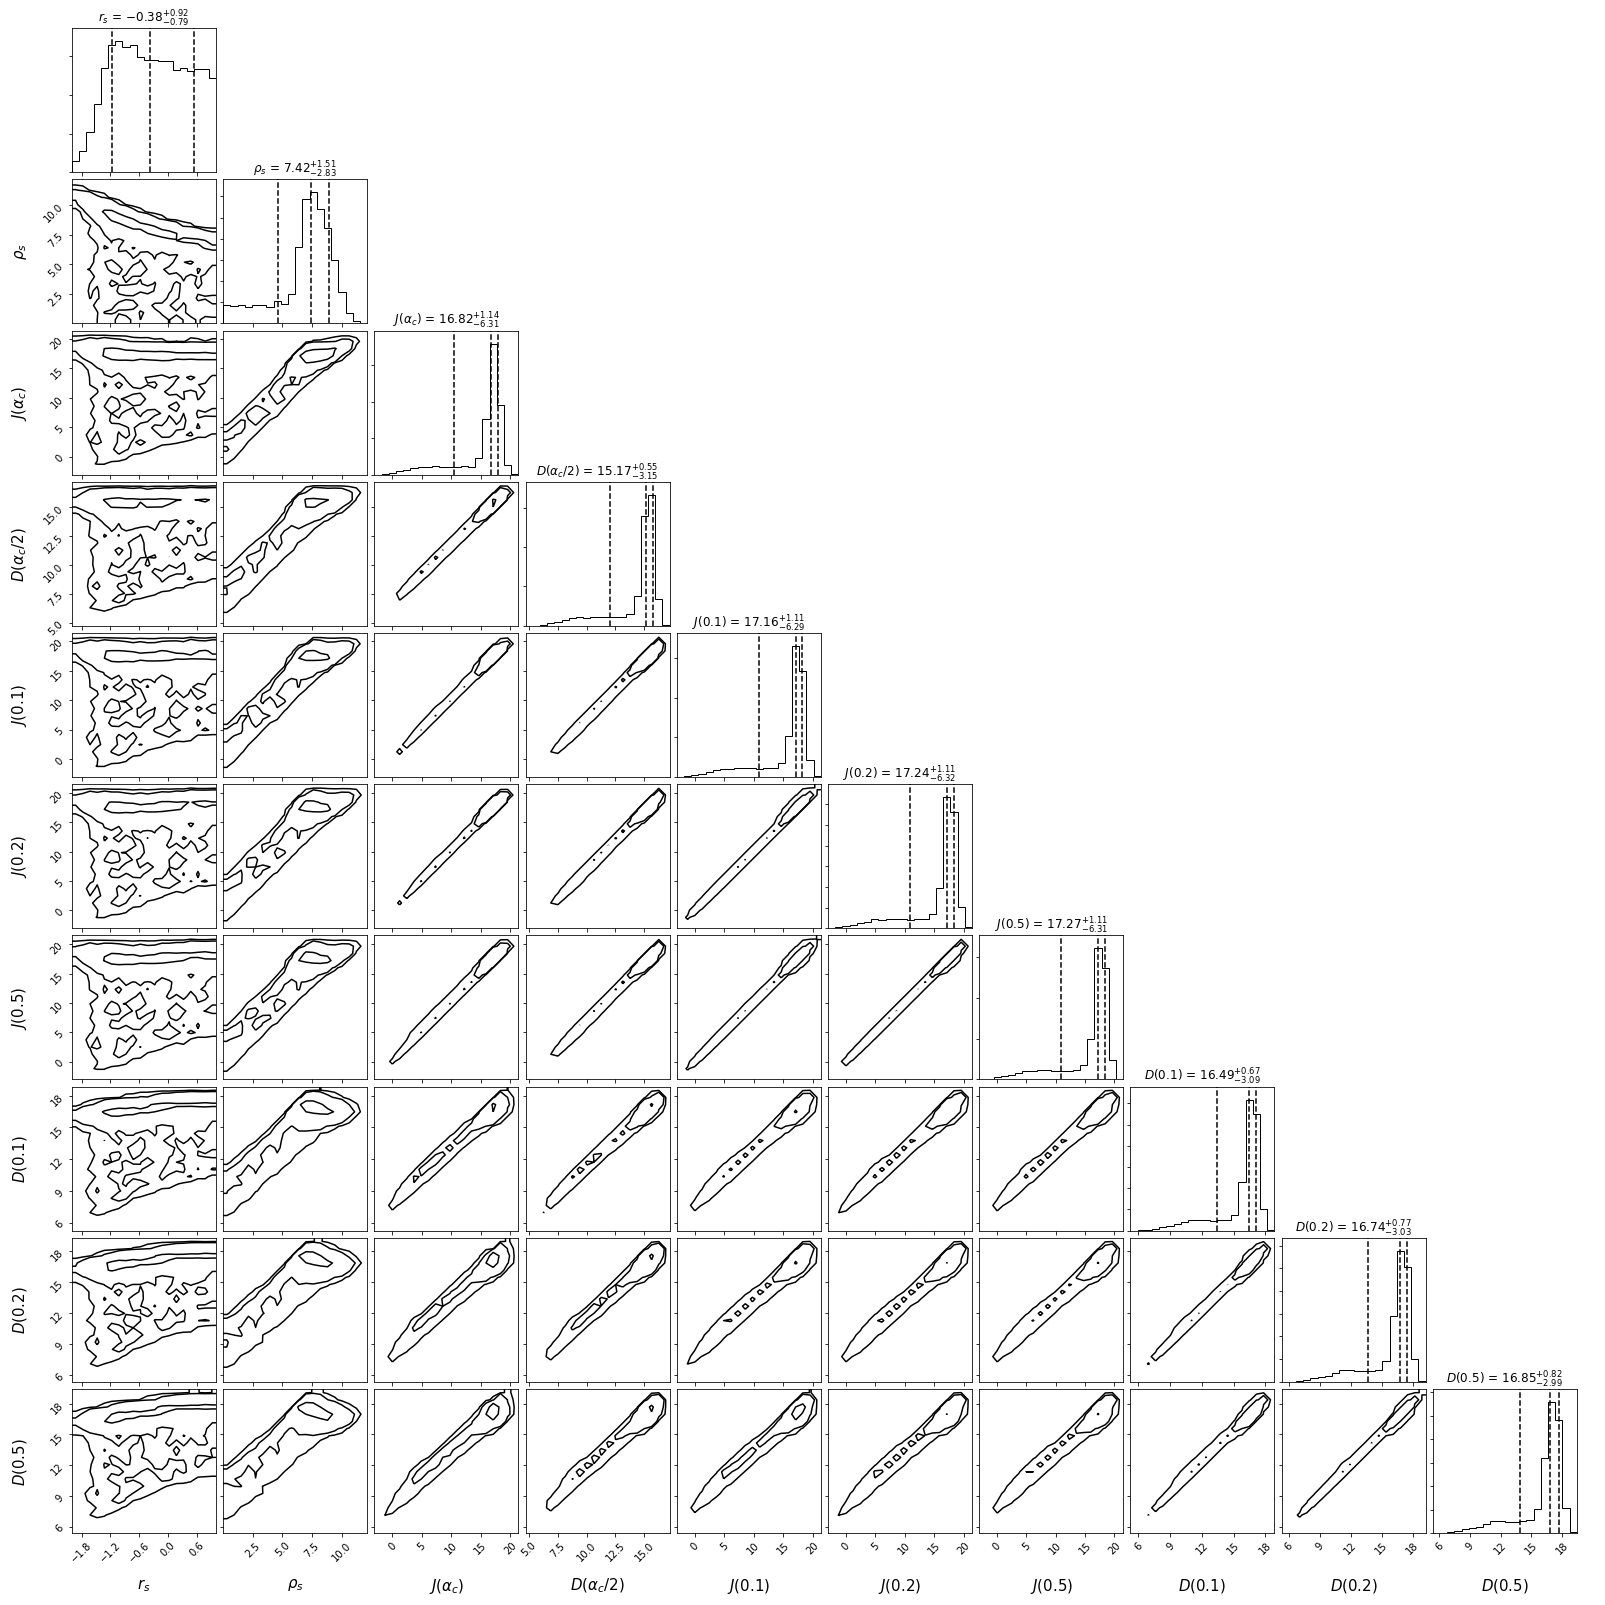 r_s = −0.38^{+0.92}_{−0.79}
ρ_s = 7.42^{+1.51}_{−2.83}
ρ_s
10.0
7.5
5.0
2.5
J(α_c) = 16.82^{+1.14}_{−6.31}
J(α_c)
20
15
10
5
0
D(α_c/2) = 15.17^{+0.55}_{−3.15}
D(α_c/2)
15.0
12.5
10.0
7.5
5.0
J(0.1) = 17.16^{+1.11}_{−6.29}
J(0.1)
20
15
10
5
0
J(0.2) = 17.24^{+1.11}_{−6.32}
J(0.2)
20
15
10
5
0
J(0.5) = 17.27^{+1.11}_{−6.31}
J(0.5)
20
15
10
5
0
D(0.1) = 16.49^{+0.67}_{−3.09}
D(0.1)
18
15
12
9
6
D(0.2) = 16.74^{+0.77}_{−3.03}
D(0.2)
18
15
12
9
6
D(0.5) = 16.85^{+0.82}_{−2.99}
D(0.5)
18
15
12
9
6
−1.8 −1.2 −0.6 0.0 0.6 2.5 5.0 7.5 10.0 0 5 10 15 20 5.0 7.5 10.0 12.5 15.0 0 5 10 15 20 0 5 10 15 20 0 5 10 15 20 6 9 12 15 18 6 9 12 15 18 6 9 12 15 18
r_s ρ_s J(α_c) D(α_c/2) J(0.1) J(0.2) J(0.5) D(0.1) D(0.2) D(0.5)